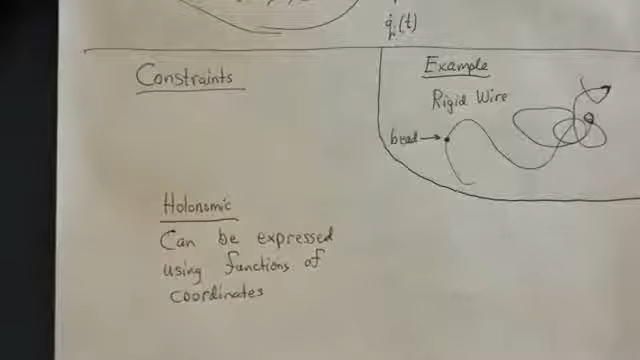 q̇ᵢ(t)
Constraints
Example
Rigid Wire
bead
Holonomic
Can be expressed
using functions of
coordinates